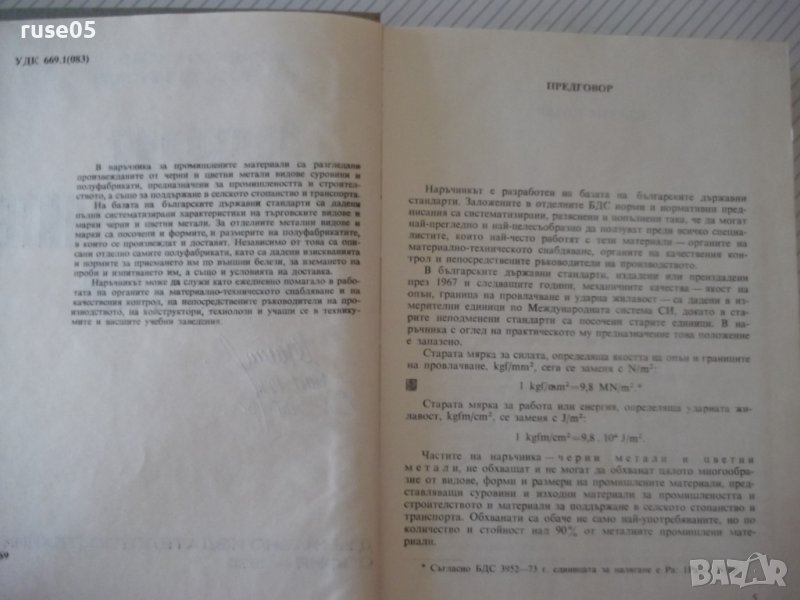 ruse05
УДК 669.1(083)
В наръчника за промишлените материали са разгледани
произвежданите от черни и цветни метали видове суровини и
полуфабрикати, предназначени за промишлеността и строител-
ството, а също за поддържане в селското стопанство и транспорта.
На базата на българските държавни стандарти са дадени
пълни систематизирани характеристики на търговските видове и
марки черни и цветни метали. За отделните метални видове и
марки са посочени и формите, и размерите на полуфабрикатите,
в които се произвеждат и доставят. Независимо от това са опи-
сани отделно самите полуфабрикати, като са дадени изискванията
и нормите за приемането им по външни белези, за вземането на
проби и изпитването им, а също и условията на доставка.
Наръчникът може да служи като ежедневно помагало в рабо-
тата на органите на материално-техническото снабдяване и на
качествения контрол, на непосредствените ръководители на про-
изводството, на конструктори, технолози и учащи се в технику-
мите и висшите учебни заведения.
ПРЕДГОВОР
Наръчникът е разработен на базата на българските държавни
стандарти. Заложените в отделните БДС норми и нормативни пред-
писания са систематизирани, разяснени и попълнени така, че да могат
най-прегледно и най-целесъобразно да ползуват преди всичко специа-
листите, които най-често работят с тези материали — органите на
материално-техническото снабдяване, органите на качествения кон-
трол и непосредствените ръководители на производството.
В българските държавни стандарти, издадени или преиздадени
през 1967 и следващите години, механичните качества — якост на
опън, граница на провлачване и ударна жилавост — са дадени в из-
мерителни единици по Международната система СИ, докато в ста-
рите неподменени стандарти са посочени старите единици. В на-
ръчника с оглед на практическото му предназначение това положение
е запазено.
Старата мярка за силата, определяща якостта на опън и границите
на провлачване, kgf/mm², сега се заменя с N/m²:
1 kgf/mm²=9,8 MN/m².*
Старата мярка за работа или енергия, определяща ударната жи-
лавост, kgfm/cm², се заменя с J/m²:
1 kgfm/cm²=9,8 . 10⁴ J/m².
Частите на наръчника — черни метали и цветни
метали, не обхващат и не могат да обхванат цялото многообра-
зие от видове, форми и размери на промишлените материали, пред-
ставляващи суровини и изходни материали за промишлеността и
строителството и материали за поддържане в селското стопанство и
транспорта. Обхванати са обаче не само най-употребяваните, но по
количество и стойност над 90% от металните промишлени мате-
риали.
* Съгласно БДС 3952—73 г. единицата за налягане е Pa:
5
bazar